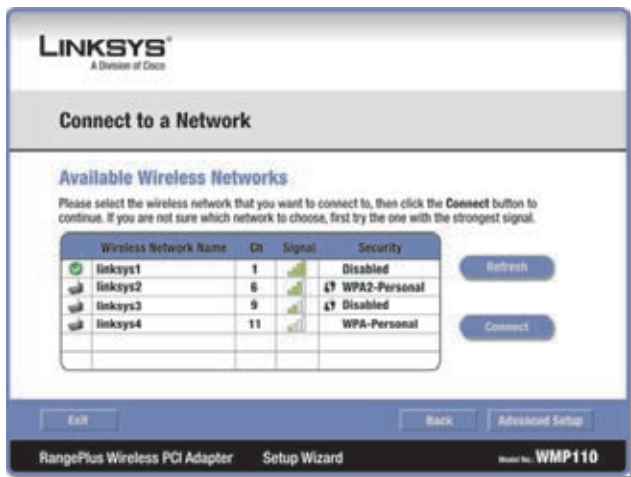 LINKSYS®
A Division of Cisco
Connect to a Network
Available Wireless Networks
Please select the wireless network that you want to connect to, then click the Connect button to
continue. If you are not sure which network to choose, first try the one with the strongest signal.
Wireless Network Name Ch Signal Security
linksys1 1 Disabled
linksys2 6 WPA2-Personal
linksys3 9 Disabled
linksys4 11 WPA-Personal
Refresh
Connect
Exit Back Advanced Setup
RangePlus Wireless PCI Adapter Setup Wizard Model No. WMP110